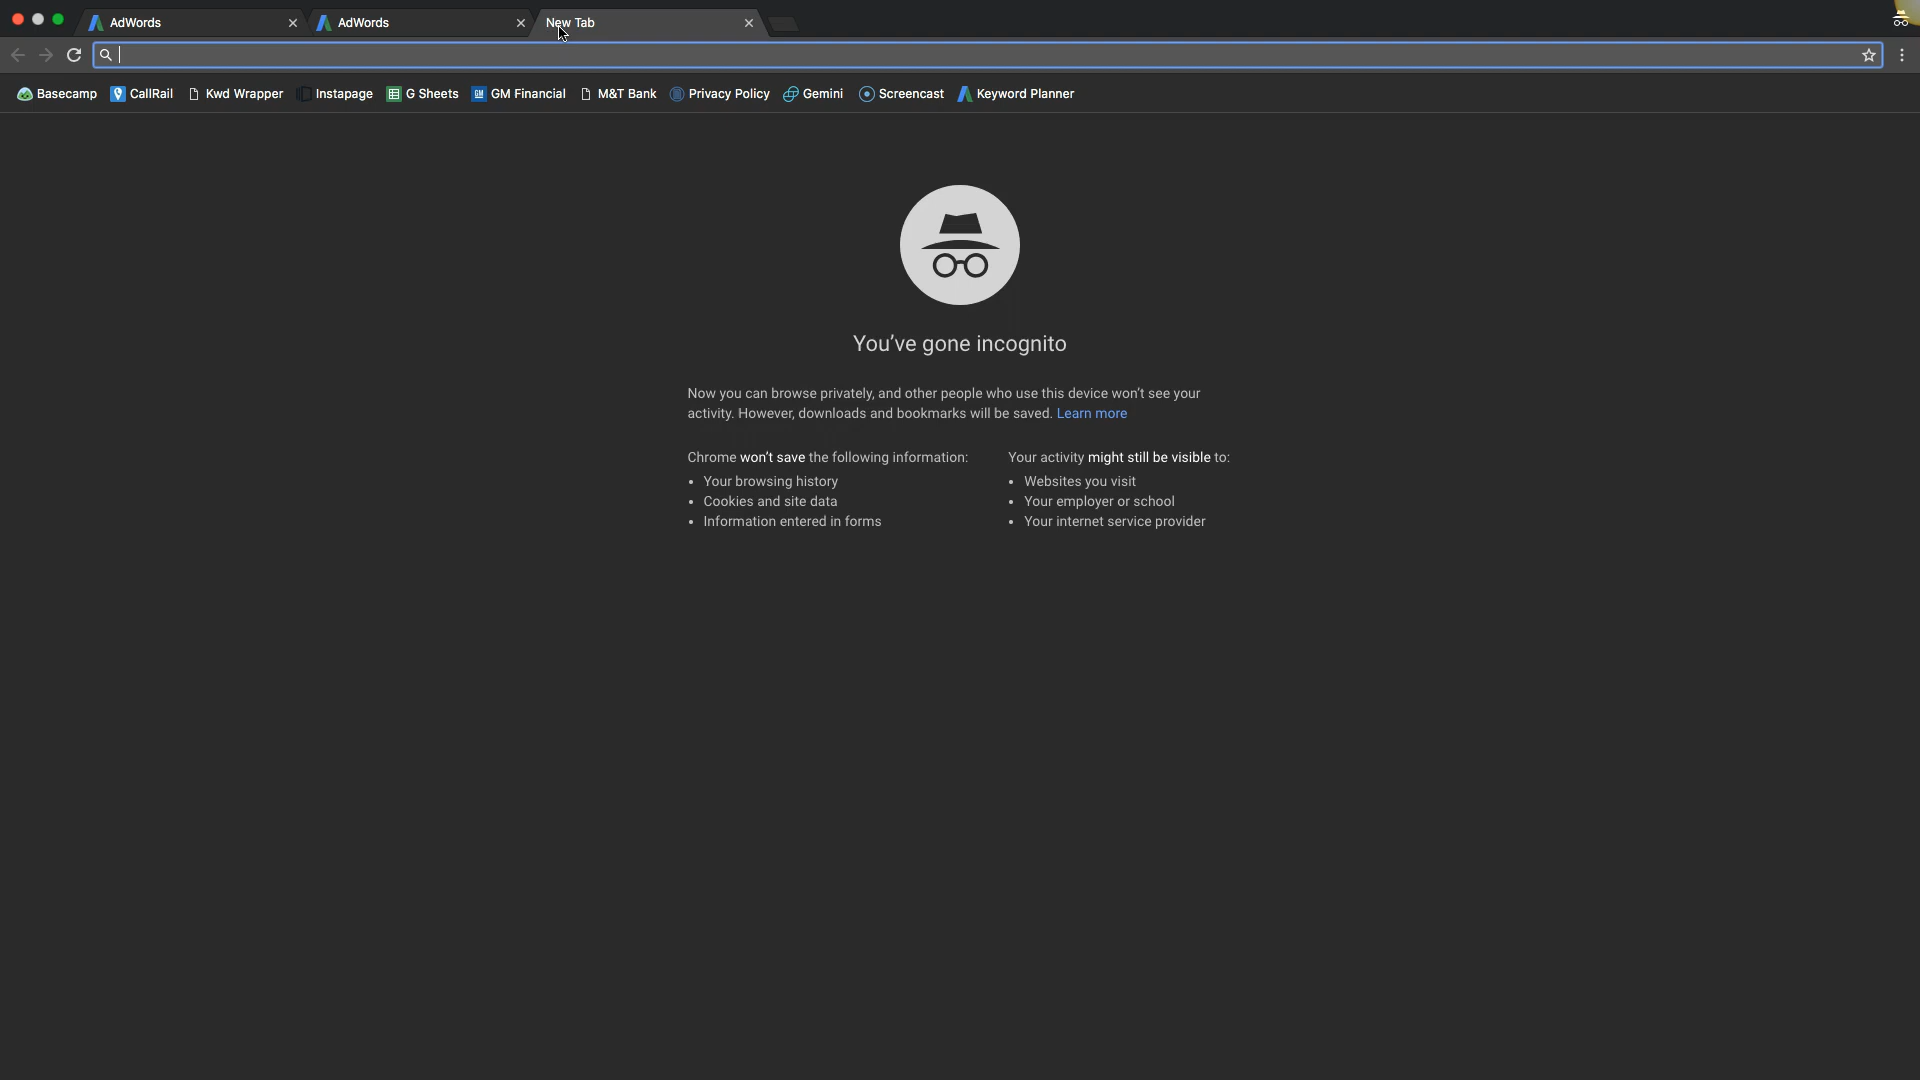 AdWords AdWords New Tab
Basecamp CallRail Kwd Wrapper Instapage G Sheets GM Financial M&T Bank Privacy Policy Gemini Screencast Keyword Planner
You've gone incognito
Now you can browse privately, and other people who use this device won't see your
activity. However, downloads and bookmarks will be saved. Learn more
Chrome won't save the following information:
Your browsing history
Cookies and site data
Information entered in forms
Your activity might still be visible to:
Websites you visit
Your employer or school
Your internet service provider